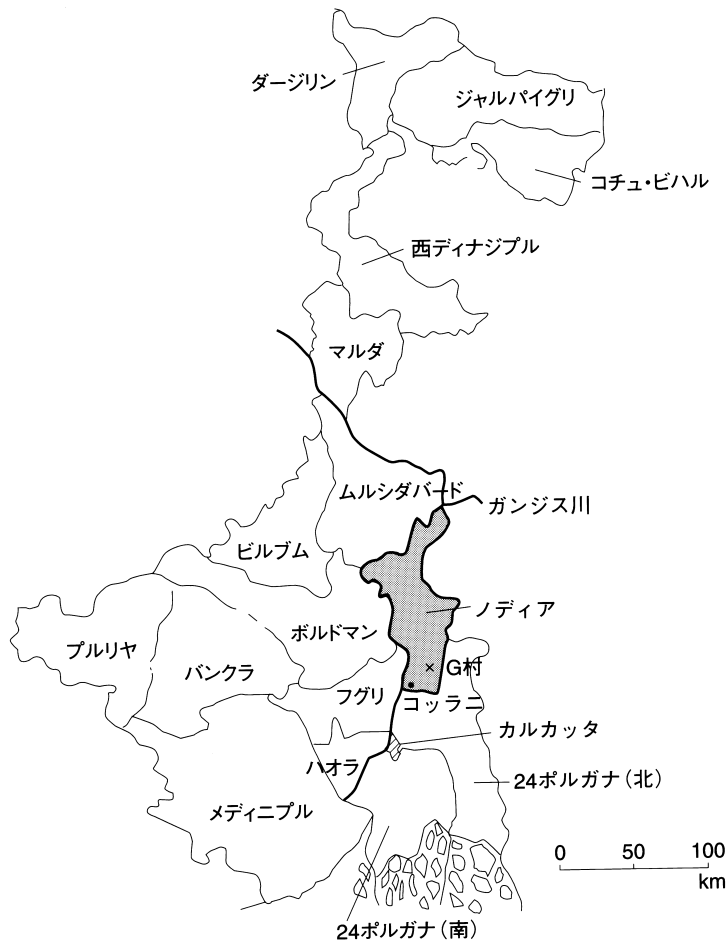 ダージリン
ジャルパイグリ
コチュ・ビハル
西ディナジプル
マルダ
ムルシダバード
ガンジス川
ビルブム
ノディア
ボルドマン
プルリヤ
バンクラ
G村
フグリ
コッラニ
カルカッタ
ハオラ
24ポルガナ（北）
メディニプル
0 50 100
km
24ポルガナ（南）